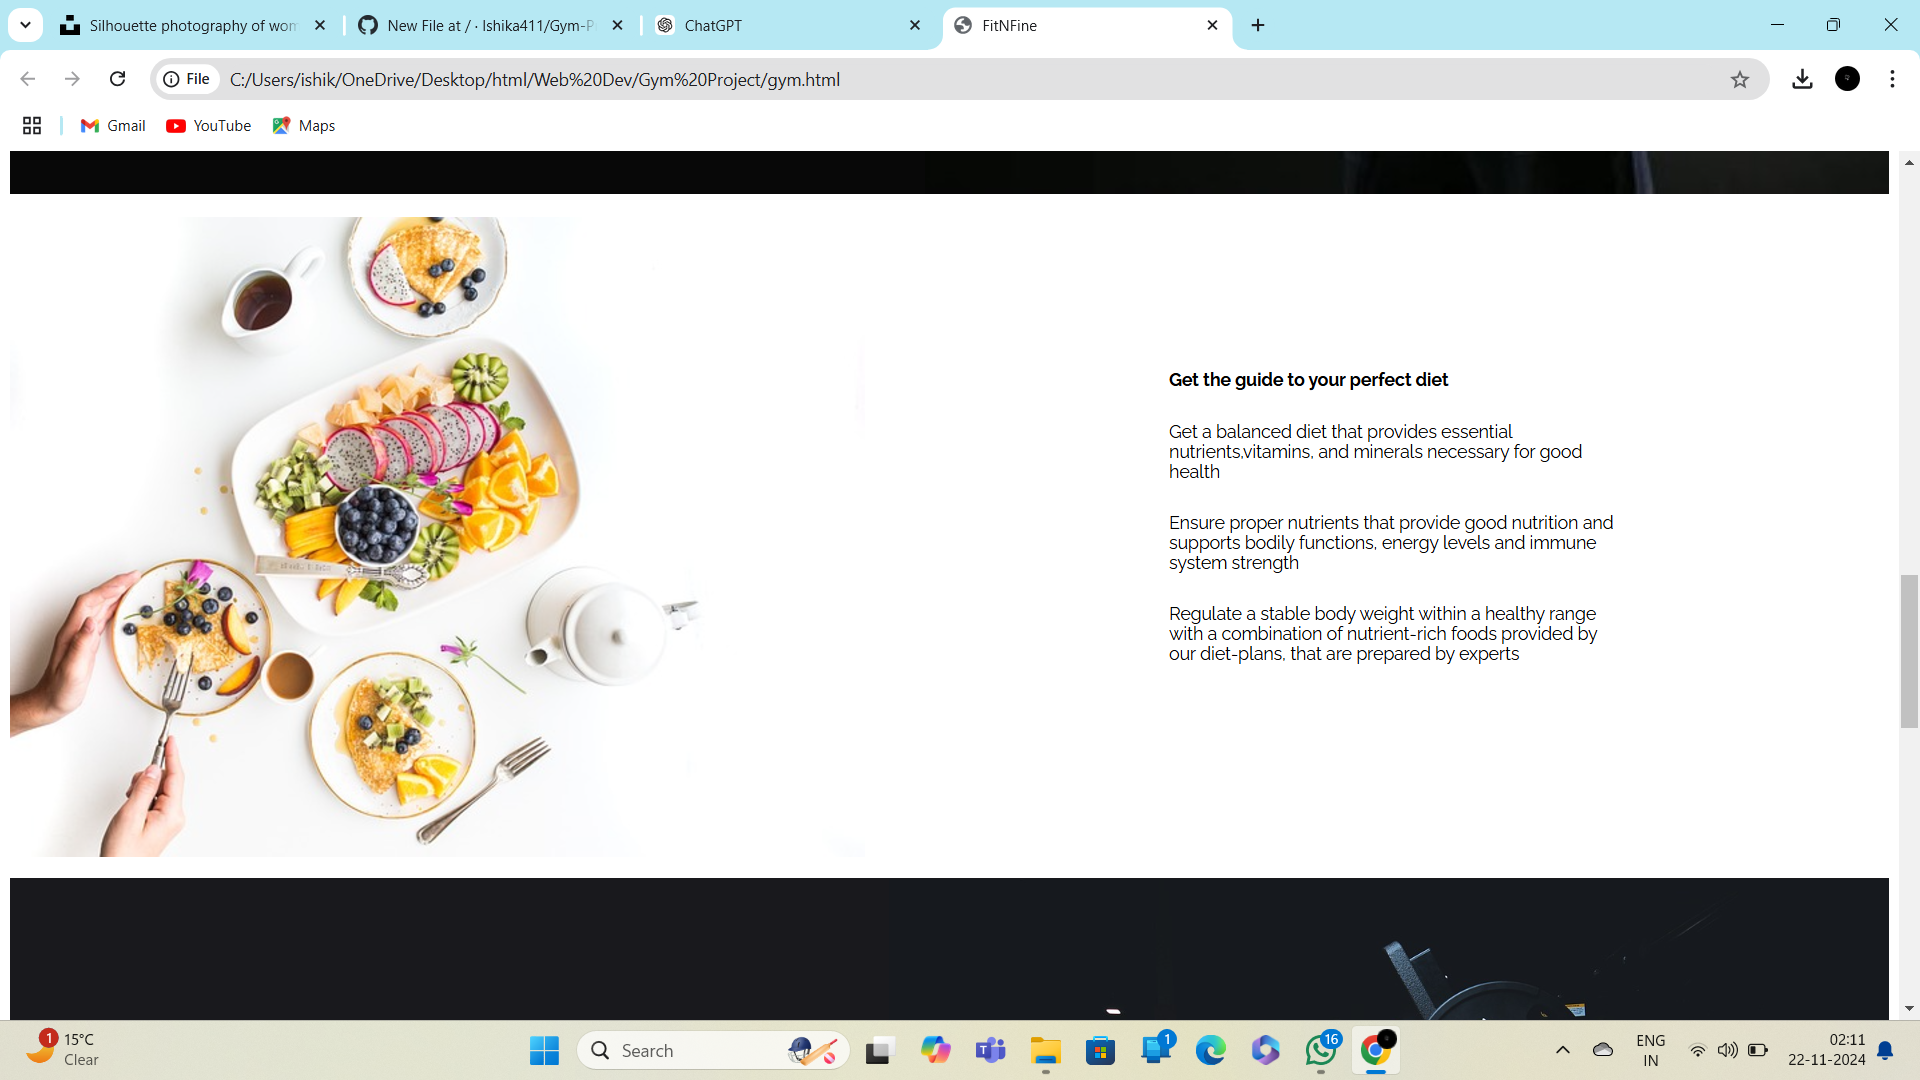 Silhouette photography of wom
New File at / · Ishika411/Gym-P
ChatGPT
FitNFine
File
C:/Users/ishik/OneDrive/Desktop/html/Web%20Dev/Gym%20Project/gym.html
Gmail
YouTube
Maps
Get the guide to your perfect diet
Get a balanced diet that provides essential
nutrients,vitamins, and minerals necessary for good
health
Ensure proper nutrients that provide good nutrition and
supports bodily functions, energy levels and immune
system strength
Regulate a stable body weight within a healthy range
with a combination of nutrient-rich foods provided by
our diet-plans, that are prepared by experts
1
15°C
Clear
Search
1
16
ENG
IN
02:11
22-11-2024